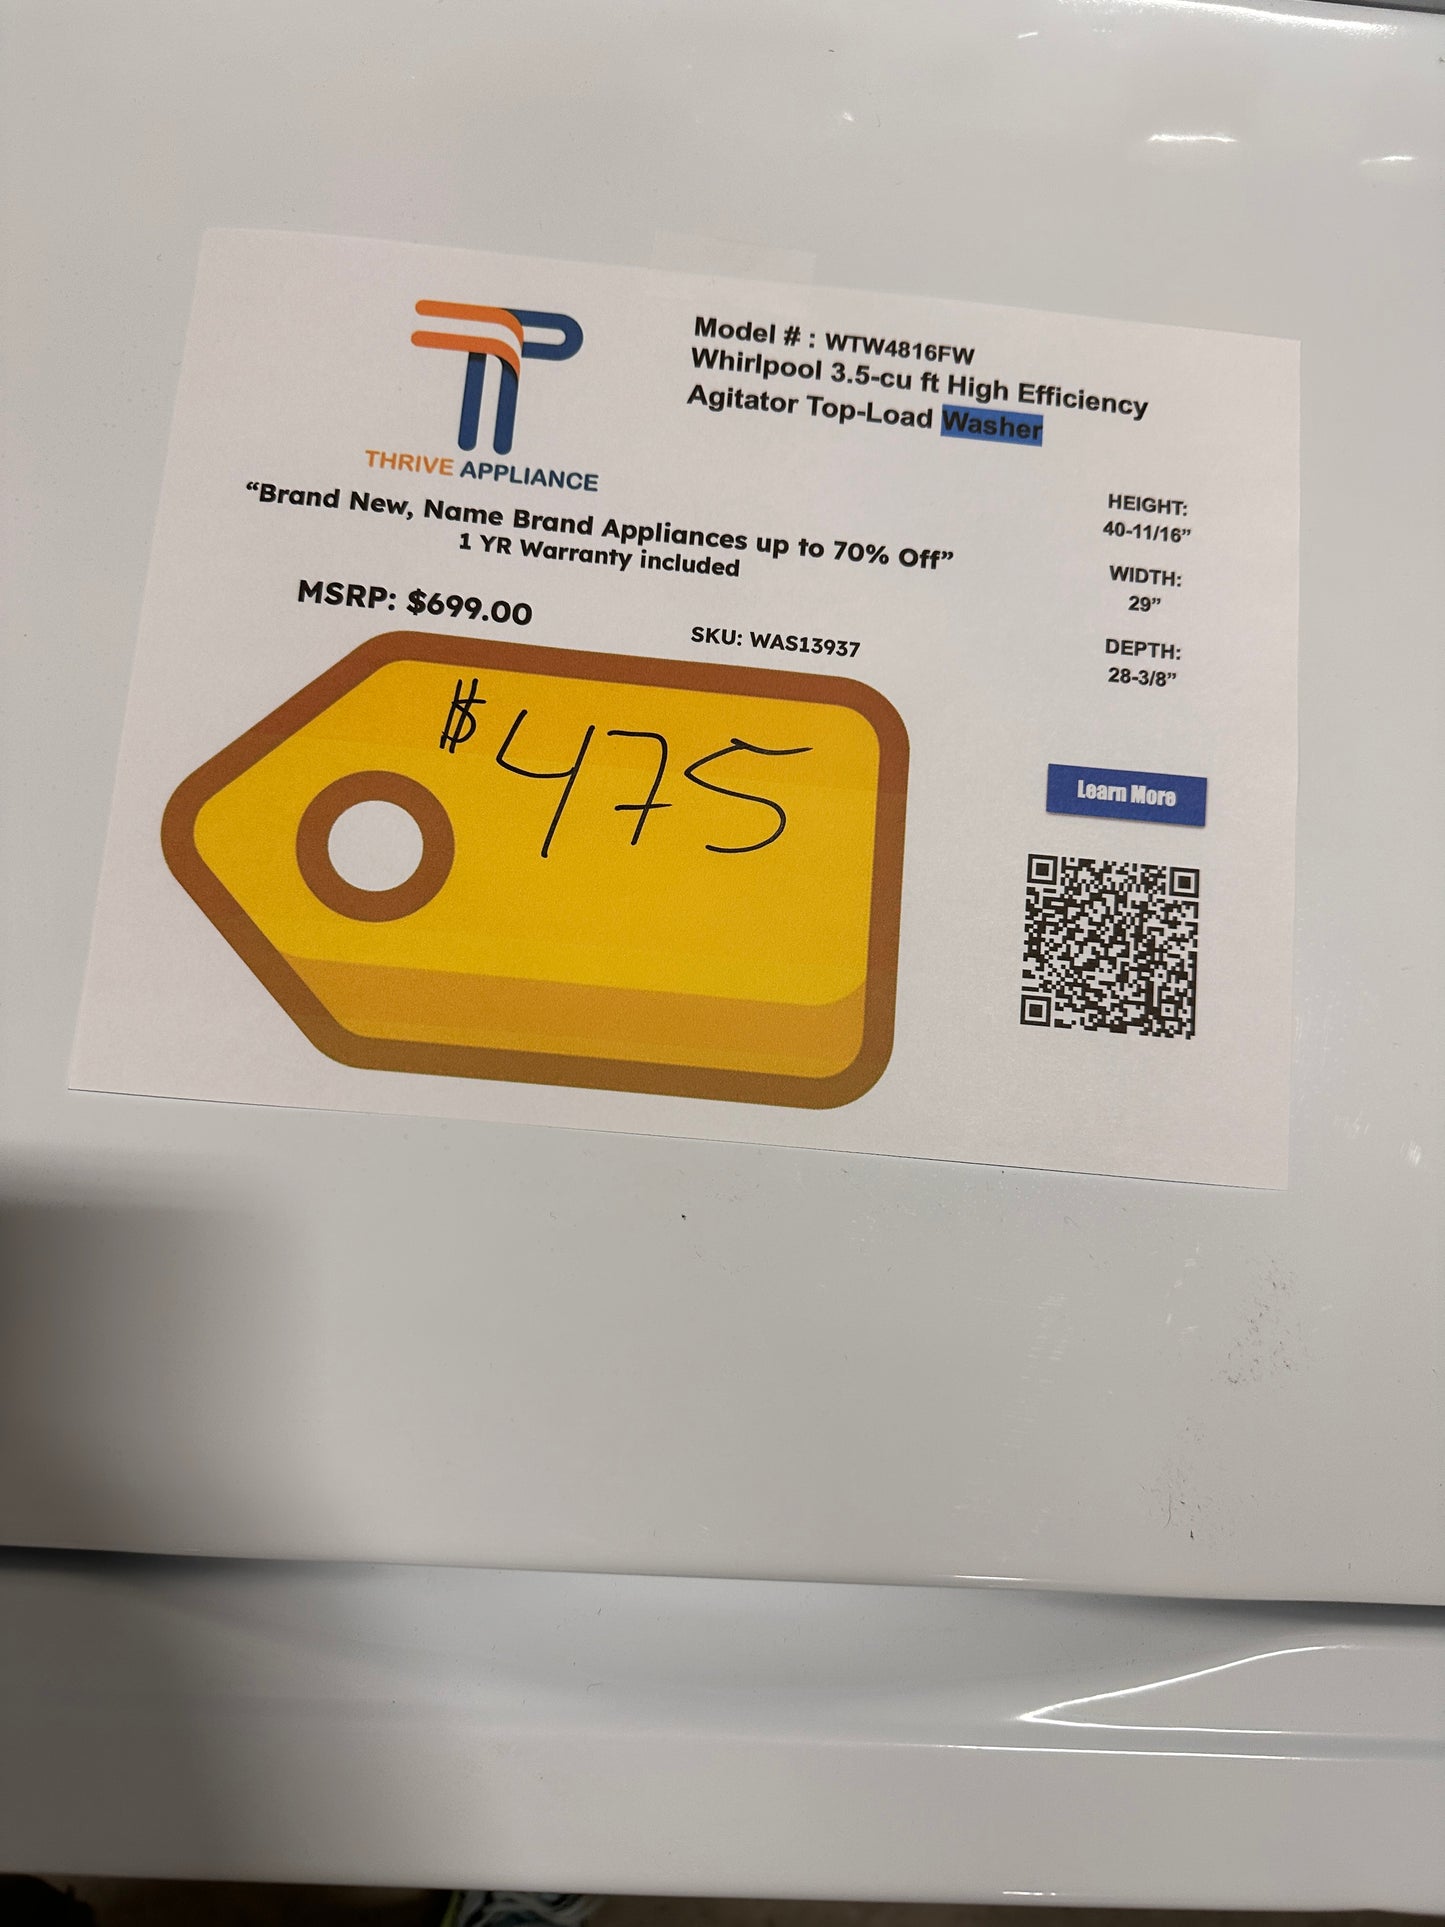 THRIVE APPLIANCE
Model # : WTW4816FW
Whirlpool 3.5-cu ft High Efficiency
Agitator Top-Load Washer
“Brand New, Name Brand Appliances up to 70% Off”
1 YR Warranty included
MSRP: $699.00
SKU: WAS13937
$475
HEIGHT:
40-11/16”
WIDTH:
29”
DEPTH:
28-3/8”
Learn More